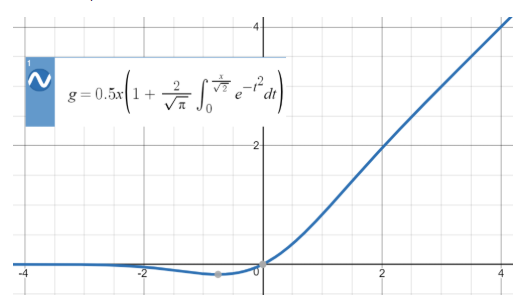 4
1
g = 0.5x(1 + 2/√π ∫₀^(x/√2) e^(-t²) dt)
2
-4 -2 0 2 4